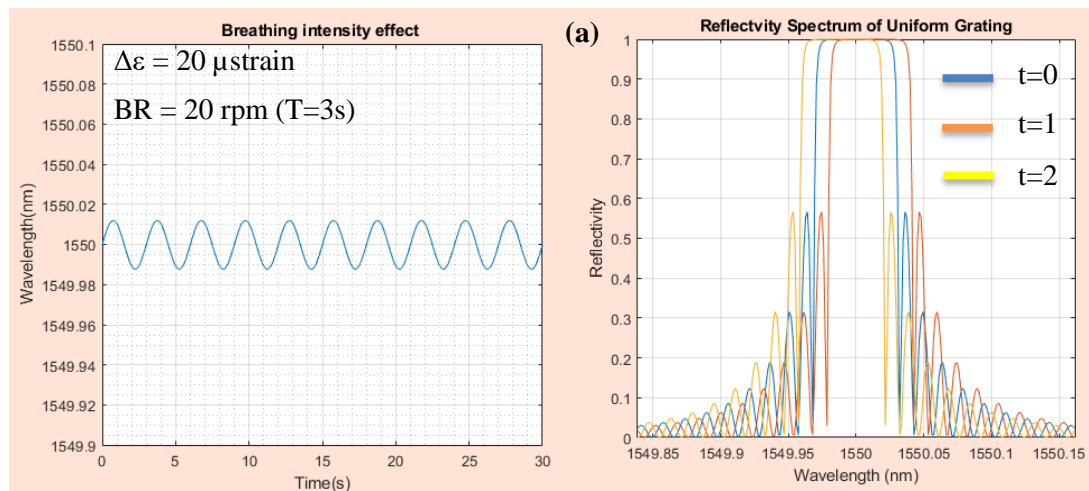 Breathing intensity effect
Δε = 20 µstrain
BR = 20 rpm (T=3s)
Wavelength(nm)
1550.1
1550.08
1550.06
1550.04
1550.02
1550
1549.98
1549.96
1549.94
1549.92
1549.9
0 5 10 15 20 25 30
Time(s)
(a)
Reflectvity Spectrum of Uniform Grating
t=0
t=1
t=2
Reflectivity
1
0.9
0.8
0.7
0.6
0.5
0.4
0.3
0.2
0.1
0
1549.85 1549.9 1549.95 1550 1550.05 1550.1 1550.15
Wavelength (nm)